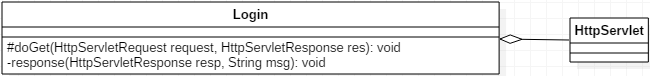 Login
HttpServlet
#doGet(HttpServletRequest request, HttpServletResponse res): void
-response(HttpServletResponse resp, String msg): void